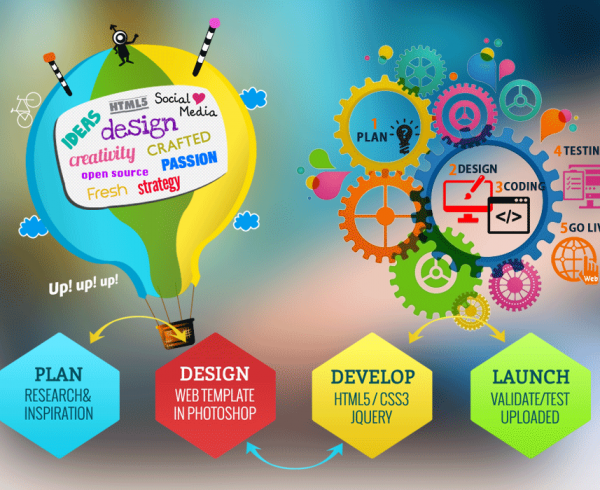 IDEAS
HTML5
Social
Media
design
creativity
CRAFTED
open source
PASSION
Fresh
strategy
Up! up! up!
1
PLAN
2 DESIGN
3 CODING
</>
4 TESTIN
5 GO LIV
Web
PLAN
RESEARCH&
INSPIRATION
DESIGN
WEB TEMPLATE
IN PHOTOSHOP
DEVELOP
HTML5 / CSS3
JQUERY
LAUNCH
VALIDATE/TEST
UPLOADED